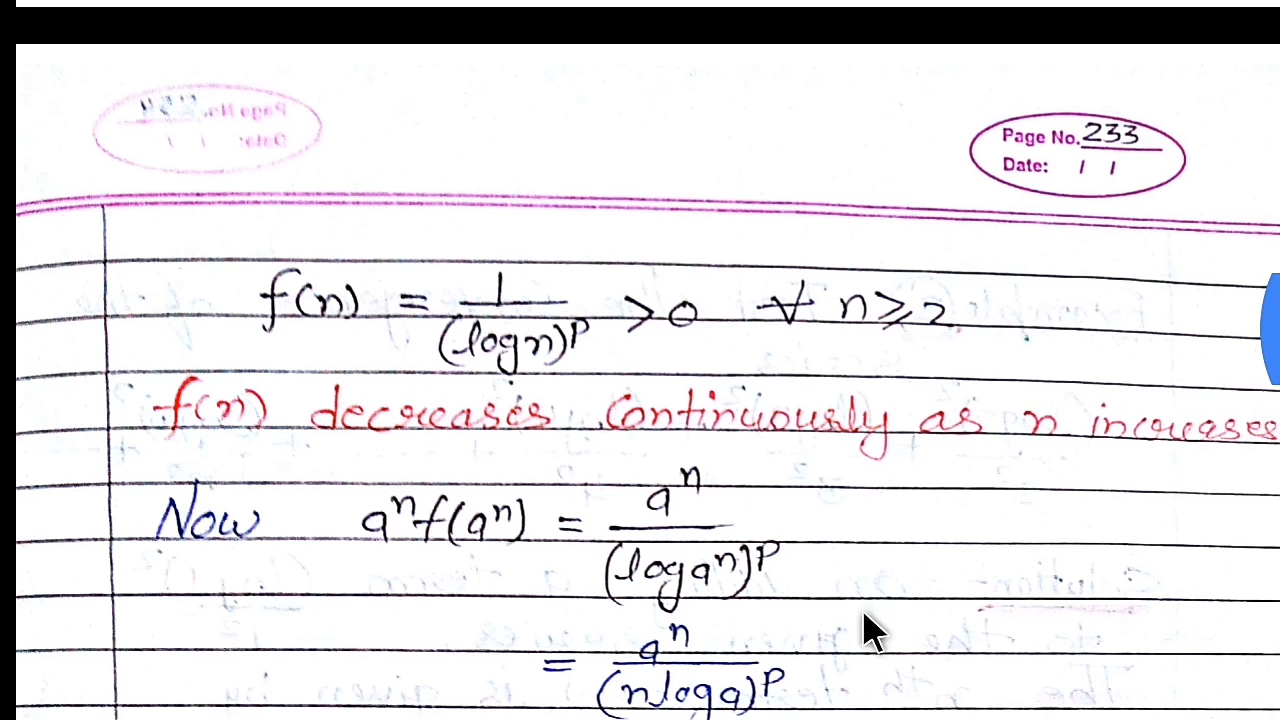 Page No. 233
Date: / /
f(n) = 1/(log n)^p > 0 ∀ n ≥ 2
f(n) decreases continuously as n increases
Now a^n f(a^n) = a^n/(log a^n)^p
= a^n/(n log a)^p